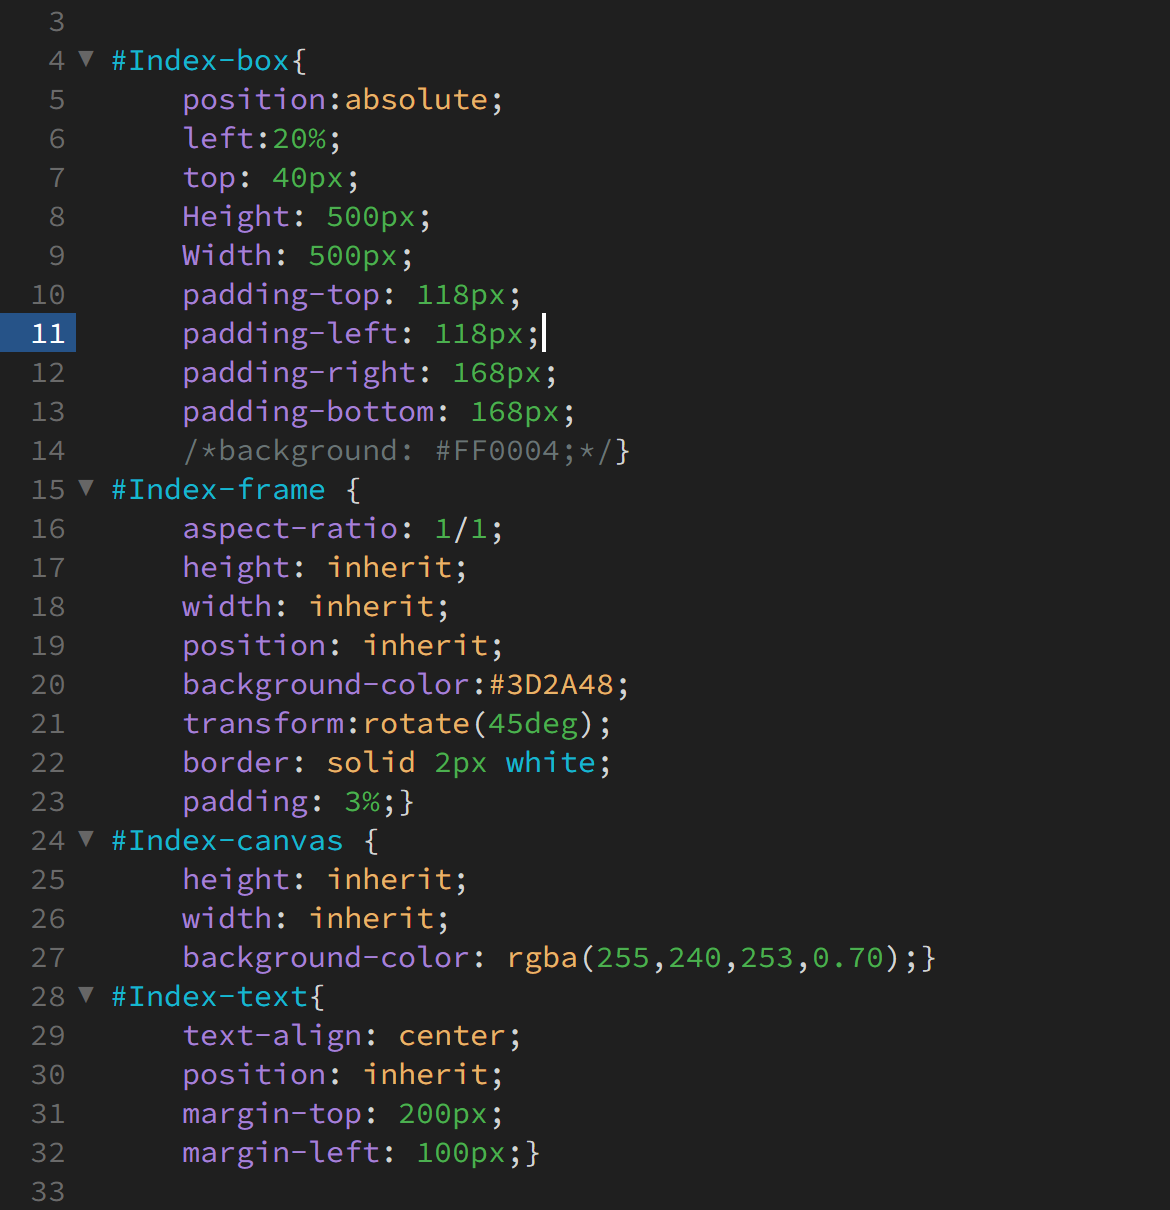 3
4 ▼ #Index-box{
5 position:absolute;
6 left:20%;
7 top: 40px;
8 Height: 500px;
9 Width: 500px;
10 padding-top: 118px;
11 padding-left: 118px;
12 padding-right: 168px;
13 padding-bottom: 168px;
14 /*background: #FF0004;*/}
15 ▼ #Index-frame {
16 aspect-ratio: 1/1;
17 height: inherit;
18 width: inherit;
19 position: inherit;
20 background-color:#3D2A48;
21 transform:rotate(45deg);
22 border: solid 2px white;
23 padding: 3%;}
24 ▼ #Index-canvas {
25 height: inherit;
26 width: inherit;
27 background-color: rgba(255,240,253,0.70);}
28 ▼ #Index-text{
29 text-align: center;
30 position: inherit;
31 margin-top: 200px;
32 margin-left: 100px;}
33